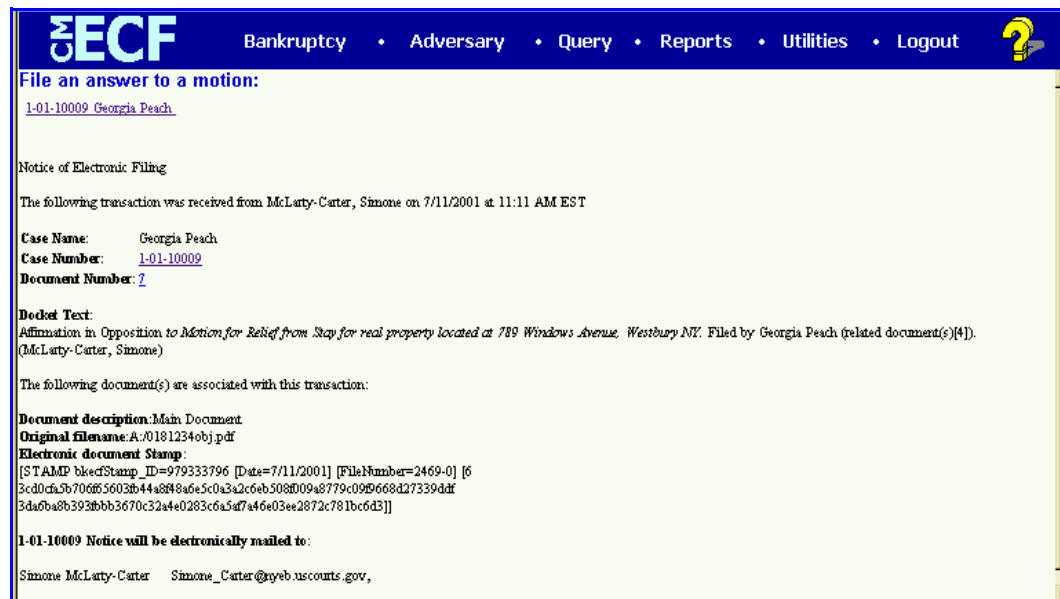 CM ECF Bankruptcy • Adversary • Query • Reports • Utilities • Logout ?
File an answer to a motion:
1-01-10009 Georgia Peach
Notice of Electronic Filing
The following transaction was received from McLarty-Carter, Simone on 7/11/2001 at 11:11 AM EST
Case Name: Georgia Peach
Case Number: 1-01-10009
Document Number: 7
Docket Text:
Affirmation in Opposition to Motion for Relief from Stay for real property located at 789 Windows Avenue, Westbury NY. Filed by Georgia Peach (related document(s)[4]).
(McLarty-Carter, Simone)
The following document(s) are associated with this transaction:
Document description:Main Document
Original filename:A:/0181234obj.pdf
Electronic document Stamp:
[STAMP bkecfStamp_ID=979333796 [Date=7/11/2001] [FileNumber=2469-0] [6
3cd0cfa5b706f65603fb44a8f48a6e5c0a3a2c6eb508f009a8779c09f9668d27339ddf
3da6ba8b393fbbb3670c32a4e0283c6a5af7a46e03ee2872c781bc6d3]]
1-01-10009 Notice will be electronically mailed to:
Simone McLarty-Carter Simone_Carter@nyeb.uscourts.gov,